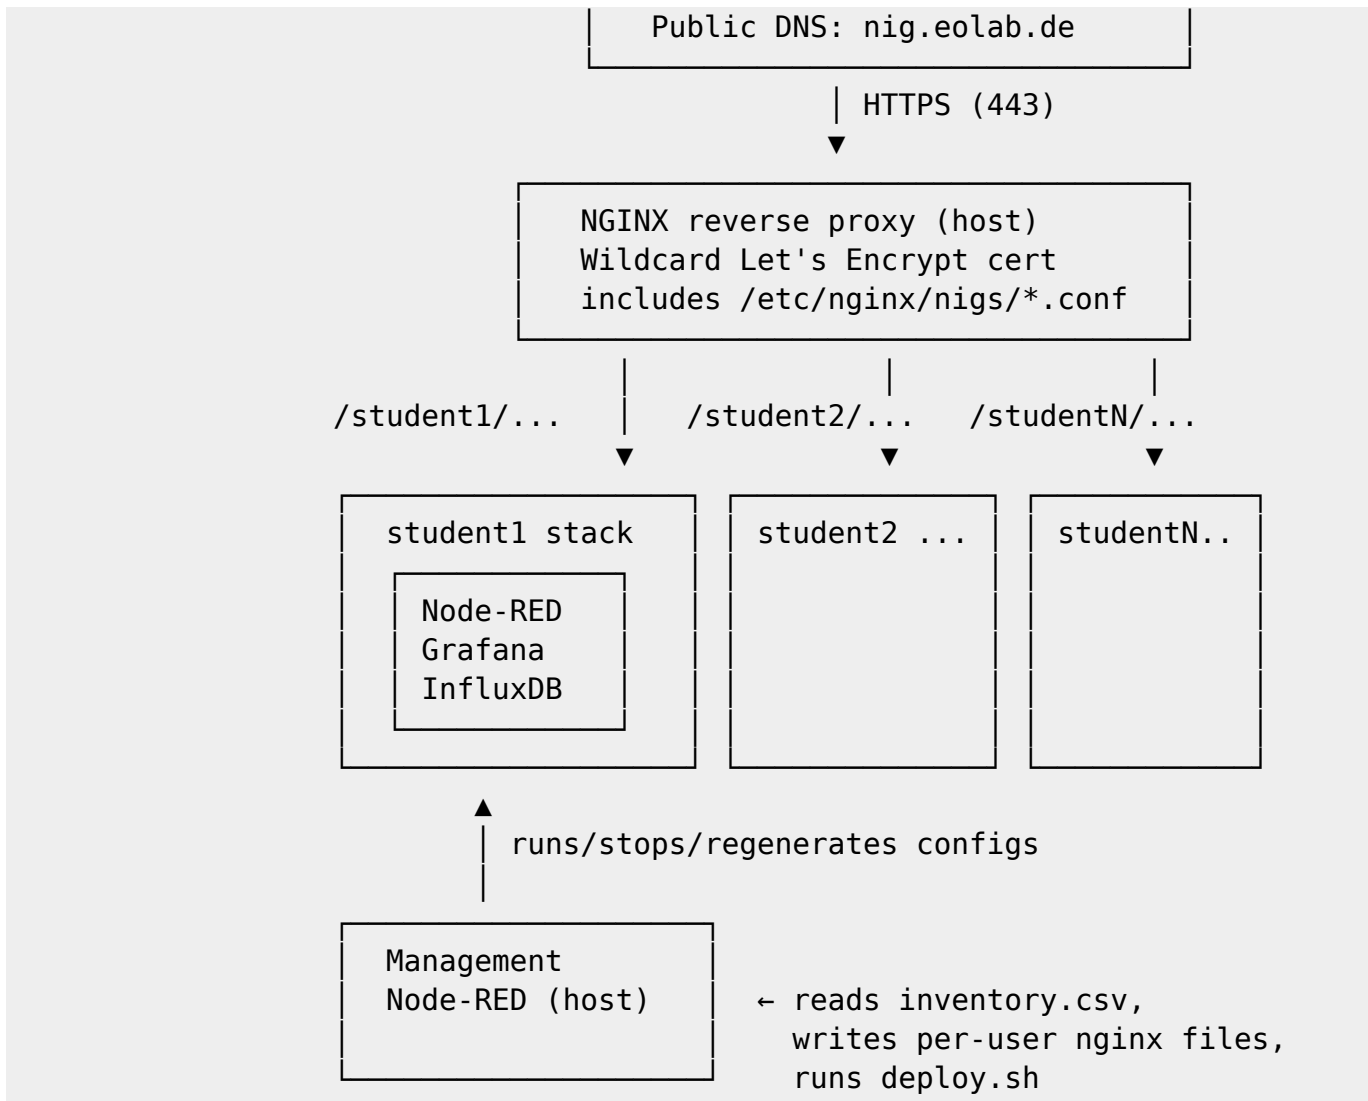 Public DNS: nig.eolab.de
HTTPS (443)
NGINX reverse proxy (host)
Wildcard Let's Encrypt cert
includes /etc/nginx/nigs/*.conf
/student1/... /student2/... /studentN/...
student1 stack student2 ... studentN..
Node-RED
Grafana
InfluxDB
runs/stops/regenerates configs
Management
Node-RED (host) ← reads inventory.csv,
writes per-user nginx files,
runs deploy.sh